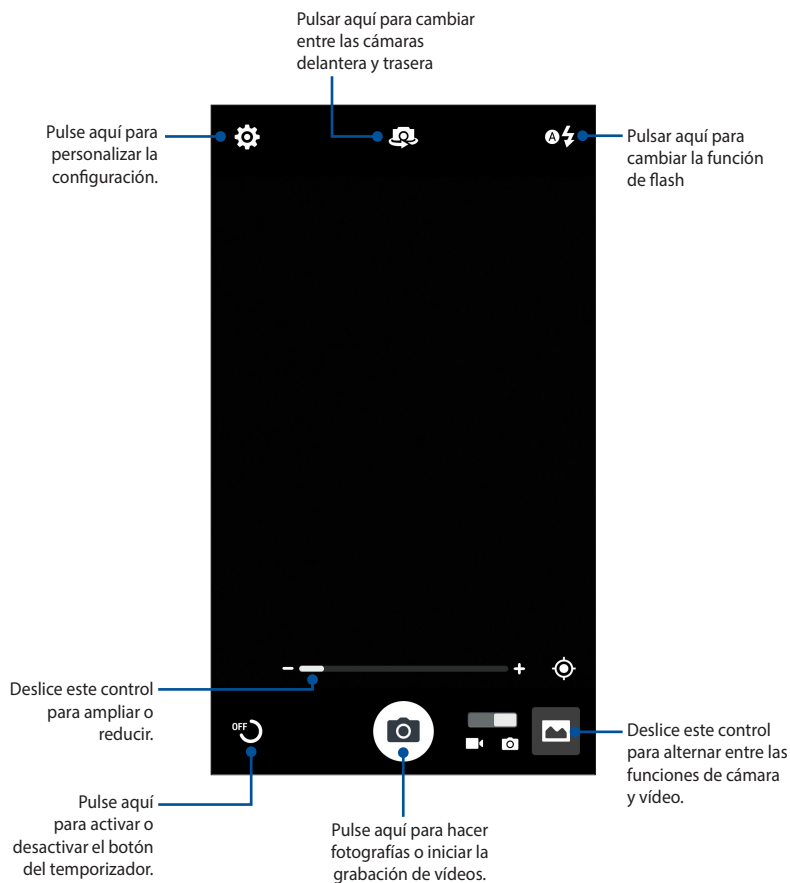 Pulsar aquí para cambiar
entre las cámaras
delantera y trasera
Pulse aquí para
personalizar la
configuración.
A
Pulsar aquí para
cambiar la función
de flash
Deslice este control
para ampliar o
reducir.
OFF
Deslice este control
para alternar entre las
funciones de cámara
y vídeo.
Pulse aquí
para activar o
desactivar el botón
del temporizador.
Pulse aquí para hacer
fotografías o iniciar la
grabación de vídeos.